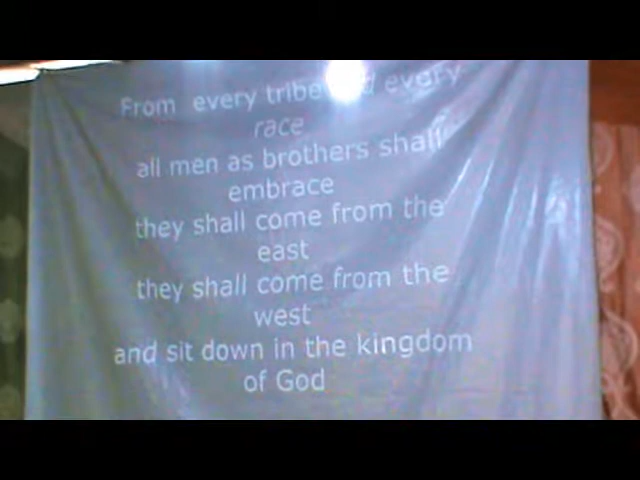 From every tribe and every
race
all men as brothers shall
embrace
they shall come from the
east
they shall come from the
west
and sit down in the kingdom
of God